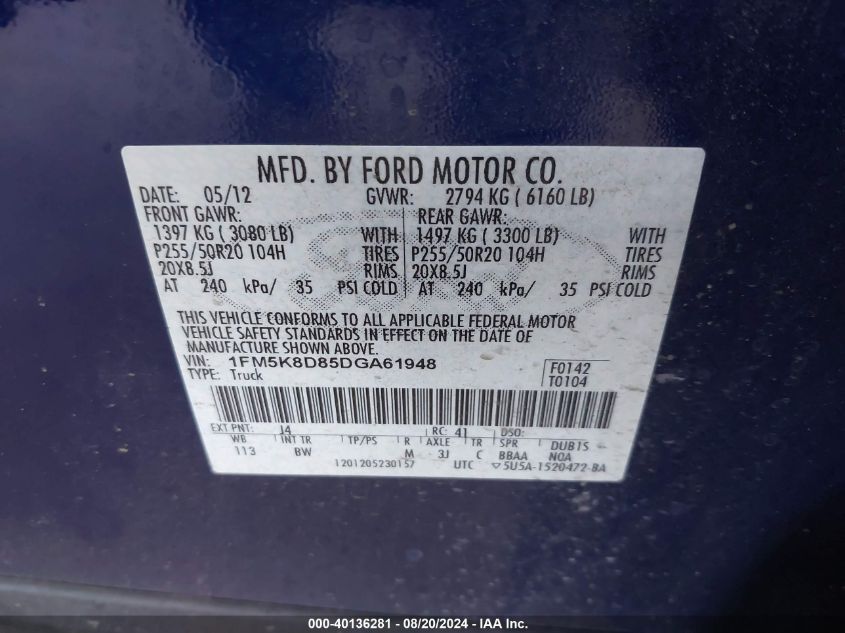 MFD. BY FORD MOTOR CO.
DATE: 05/12 GVWR: 2794 KG ( 6160 LB)
FRONT GAWR: REAR GAWR:
1397 KG ( 3080 LB) WITH 1497 KG ( 3300 LB) WITH
P255/50R20 104H TIRES P255/50R20 104H TIRES
20X8.5J RIMS 20X8.5J RIMS
AT 240 kPa/ 35 PSI COLD AT 240 kPa/ 35 PSI COLD
THIS VEHICLE CONFORMS TO ALL APPLICABLE FEDERAL MOTOR
VEHICLE SAFETY STANDARDS IN EFFECT ON THE DATE OF
MANUFACTURE SHOWN ABOVE.
VIN: 1FM5K8D85DGA61948 F0142
TYPE: Truck T0104
EXT PNT: J4 RC: 41 DSO:
WB INT TR TP/PS R AXLE TR SPR DUBIS
113 BW M 3J C BBAA NOA
1201205230157 UTC ▽5U5A-1520472-BA
000-40136281 - 08/20/2024 - IAA Inc.